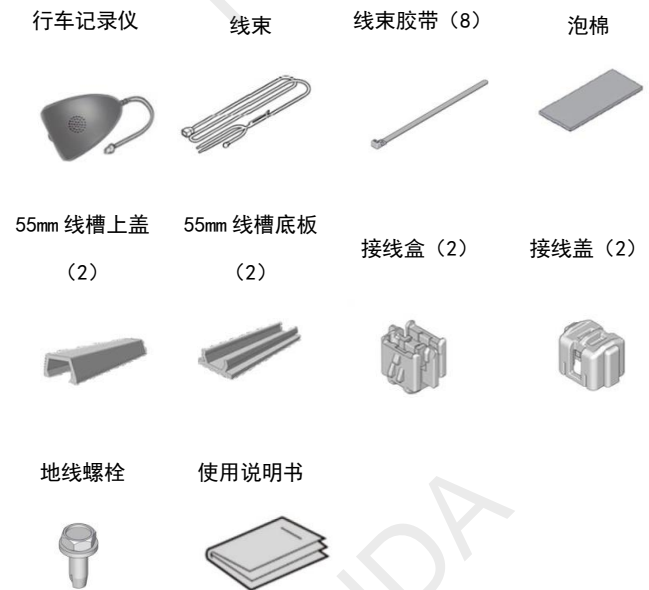 行车记录仪
线束
线束胶带（8）
泡棉
55mm 线槽上盖
（2）
55mm 线槽底板
（2）
接线盒（2）
接线盖（2）
地线螺栓
使用说明书